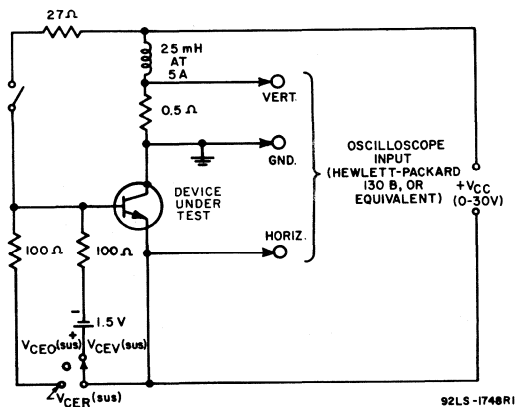 27Ω
25 mH
AT
5 A
VERT.
0.5 Ω
GND.
OSCILLOSCOPE
INPUT
(HEWLETT-PACKARD
130 B, OR
EQUIVALENT)
+VCC
(0-30V)
DEVICE
UNDER
TEST
HORIZ.
100 Ω
100 Ω
-
1.5 V
+
VCEO(sus)
VCEV(sus)
VCER(sus)
92LS-1748R1